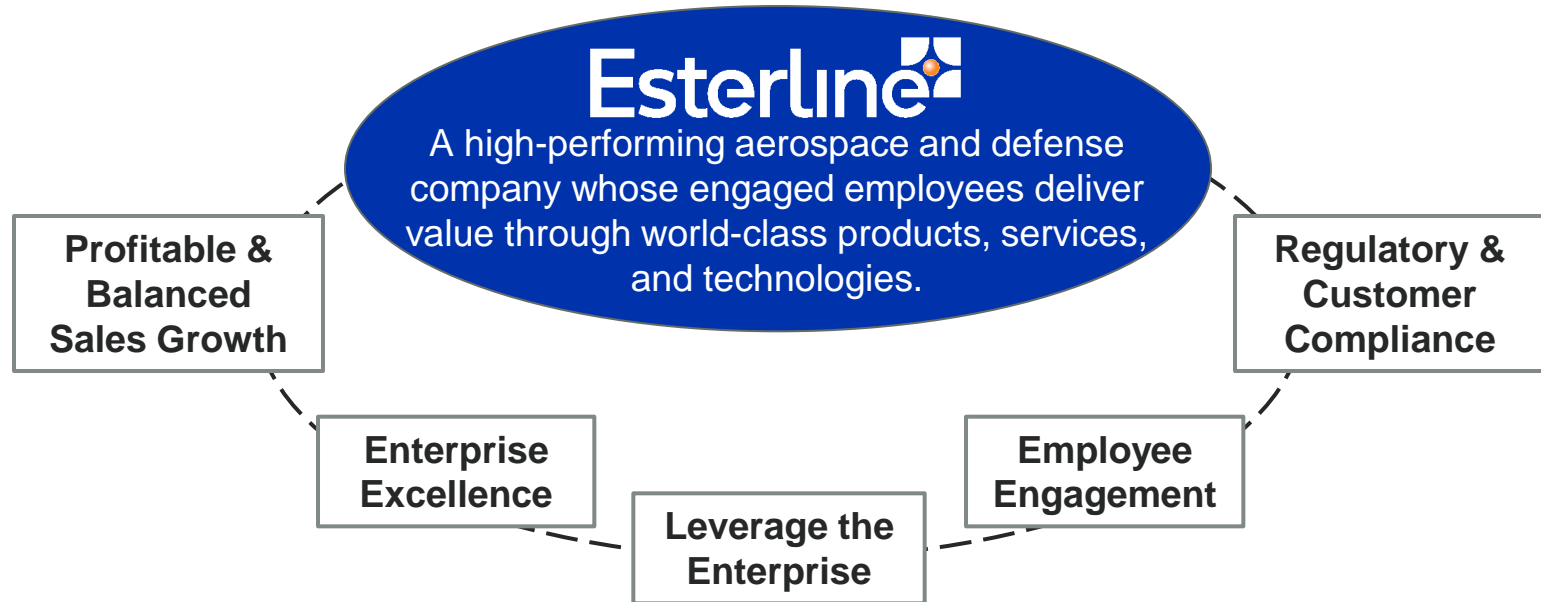 Esterline
A high-performing aerospace and defense
company whose engaged employees deliver
value through world-class products, services,
and technologies.
Profitable &
Balanced
Sales Growth
Enterprise
Excellence
Leverage the
Enterprise
Employee
Engagement
Regulatory &
Customer
Compliance